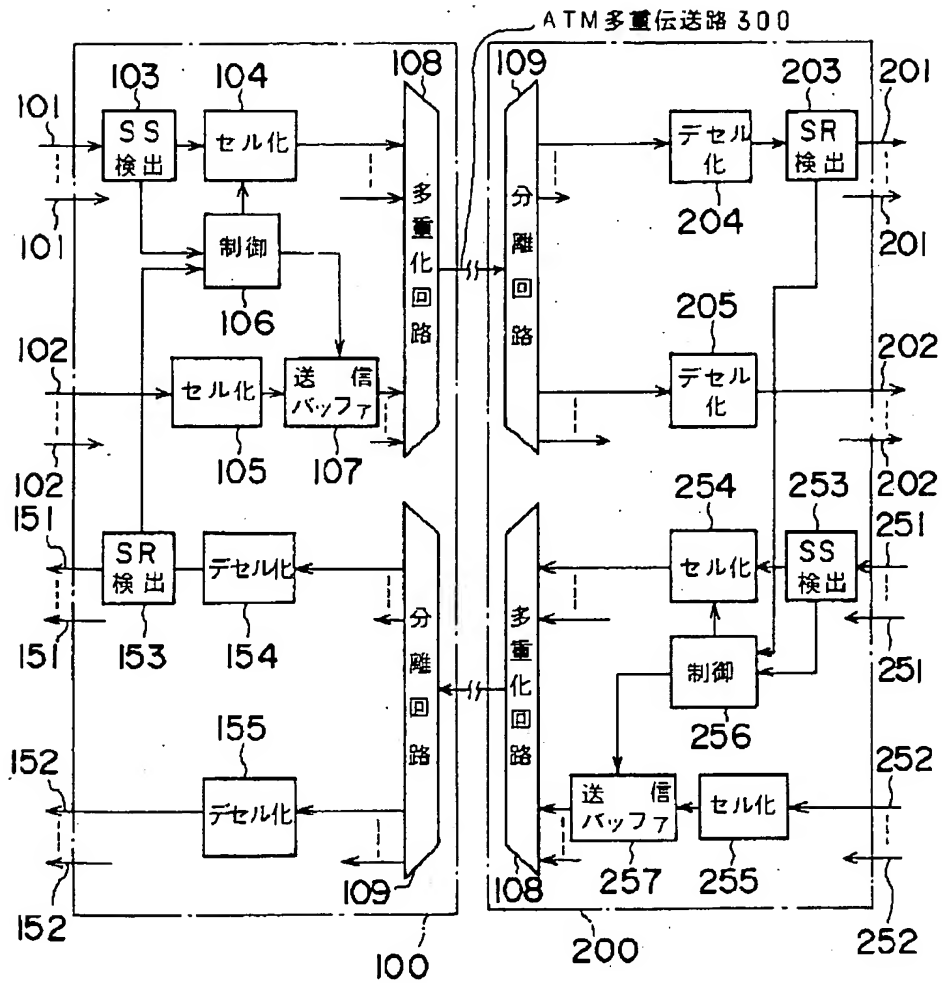 ATM多重伝送路300
108
109
103
104
203
201
101
SS
検出
セル化
デセル
化
SR
検出
101
制御
多重化回路
分離回路
204
201
106
205
102
202
セル化
送信
バッファ
デセル
化
102
105
107
202
151
254
253
251
SR
検出
デセル化
セル化
SS
検出
151
153
154
分離回路
多重化回路
制御
251
155
256
152
252
デセル化
送信
バッファ
セル化
152
109
108
257
255
252
100
200